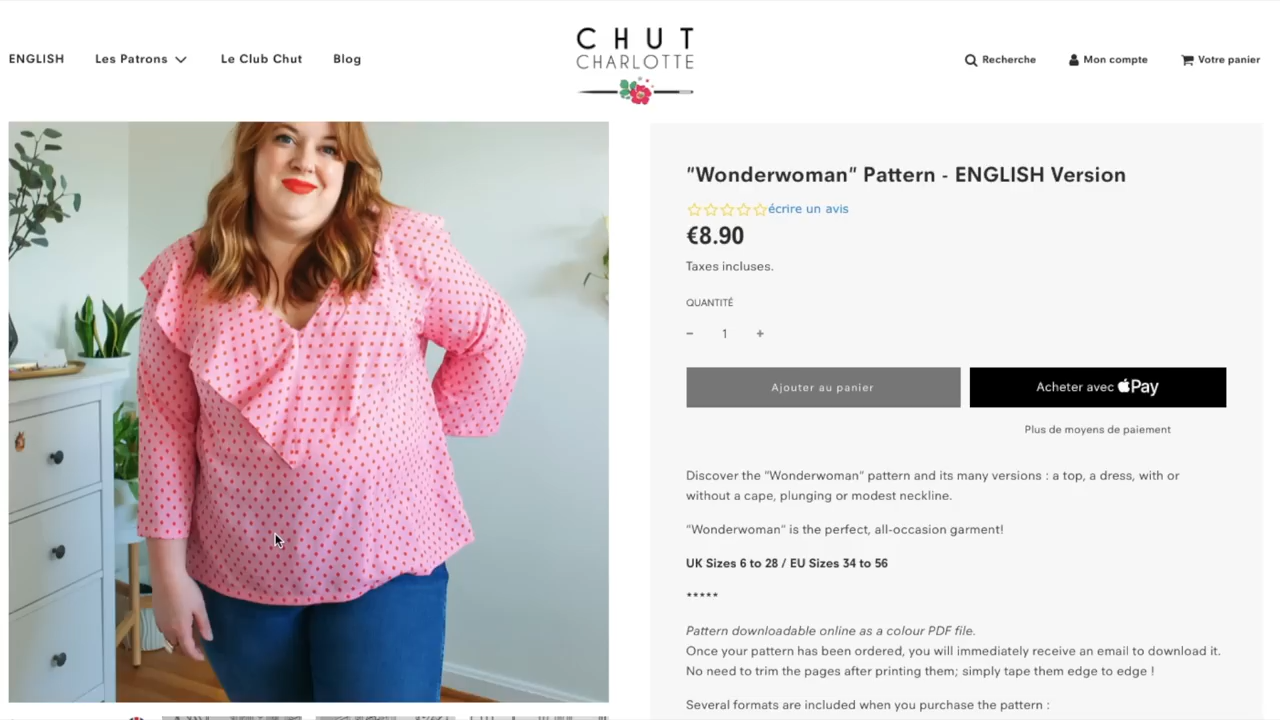 ENGLISH
Les Patrons
Le Club Chut
Blog
CHUT
CHARLOTTE
Recherche
Mon compte
Votre panier
"Wonderwoman" Pattern - ENGLISH Version
écrire un avis
€8.90
Taxes incluses.
QUANTITÉ
− 1 +
Ajouter au panier
Acheter avec Pay
Plus de moyens de paiement
Discover the "Wonderwoman" pattern and its many versions : a top, a dress, with or
without a cape, plunging or modest neckline.
"Wonderwoman" is the perfect, all-occasion garment!
UK Sizes 6 to 28 / EU Sizes 34 to 56
*****
Pattern downloadable online as a colour PDF file.
Once your pattern has been ordered, you will immediately receive an email to download it.
No need to trim the pages after printing them; simply tape them edge to edge !
Several formats are included when you purchase the pattern :